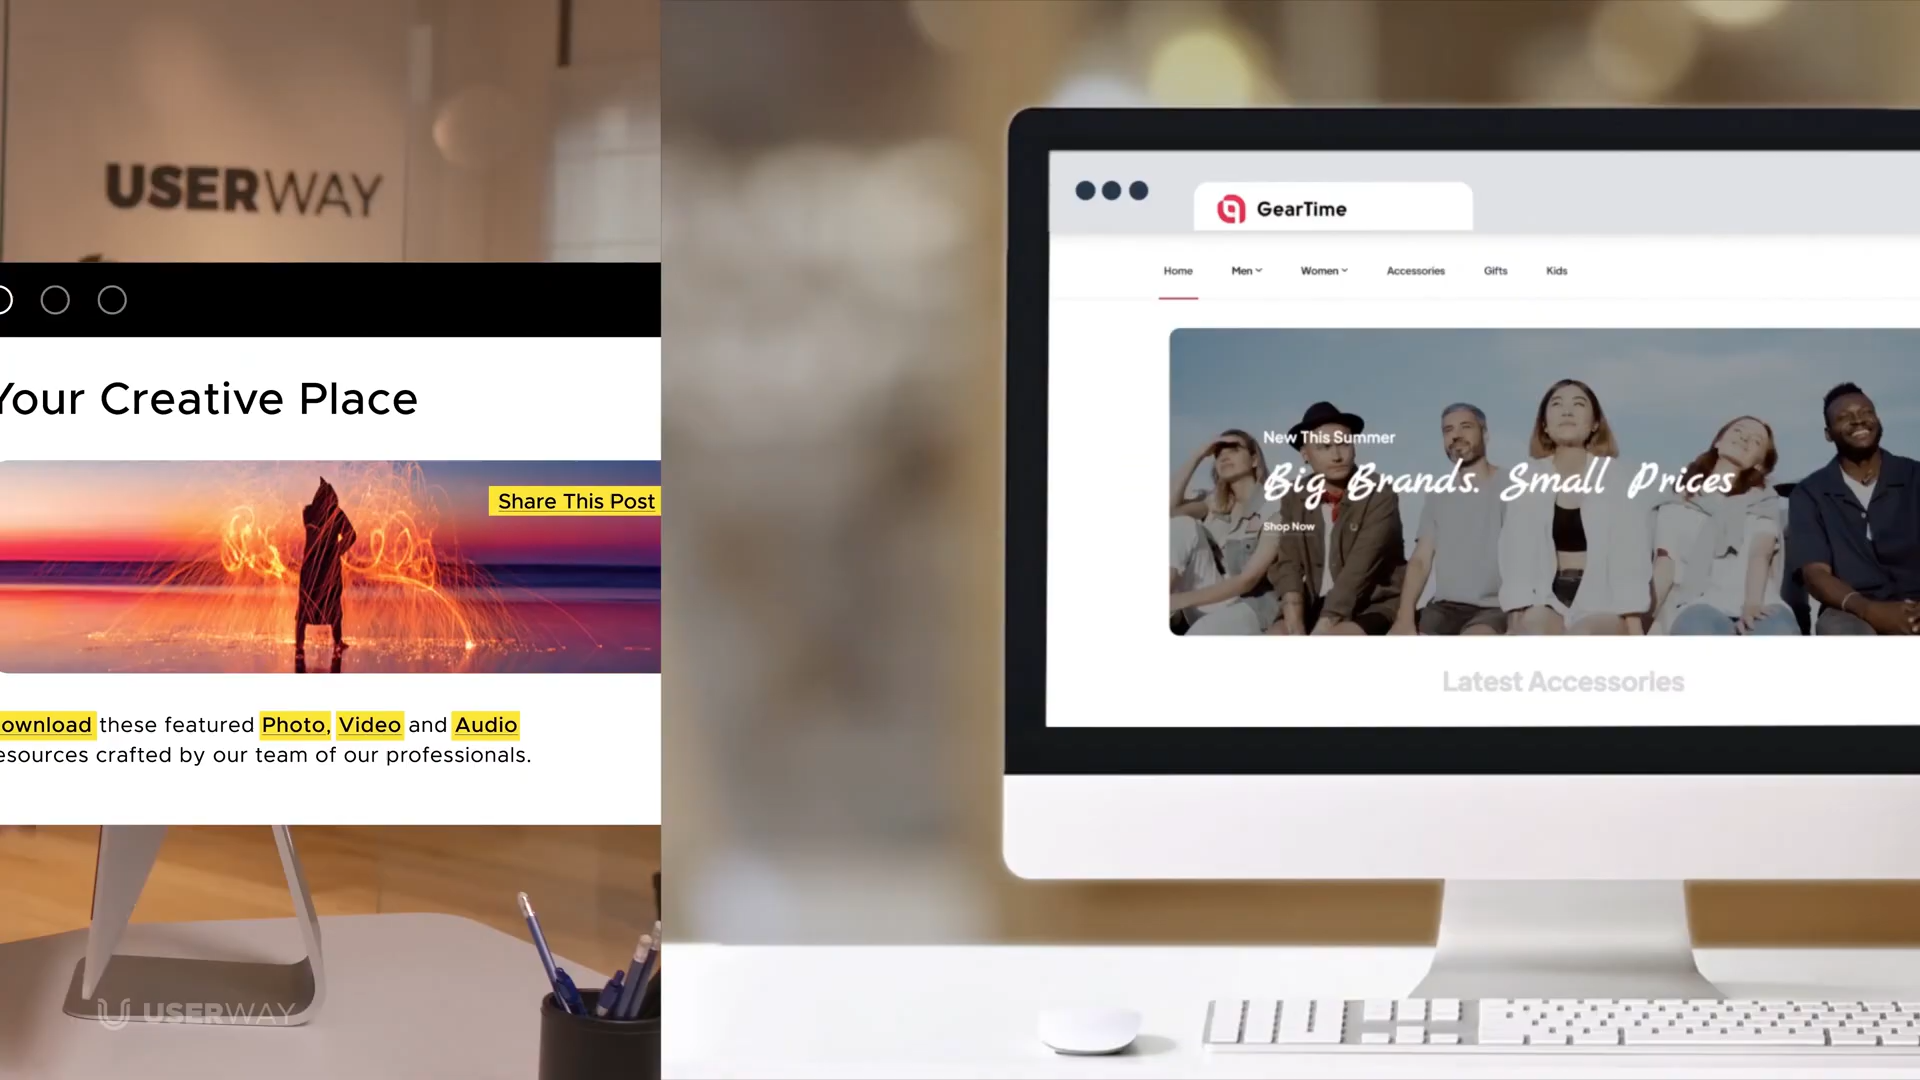 USERWAY
Your Creative Place
Share This Post
ownload these featured Photo, Video and Audio
esources crafted by our team of our professionals.
USERWAY
GearTime
Home Men Women Accessories Gifts Kids
New This Summer
Big Brands. Small Prices
Shop Now
Latest Accessories